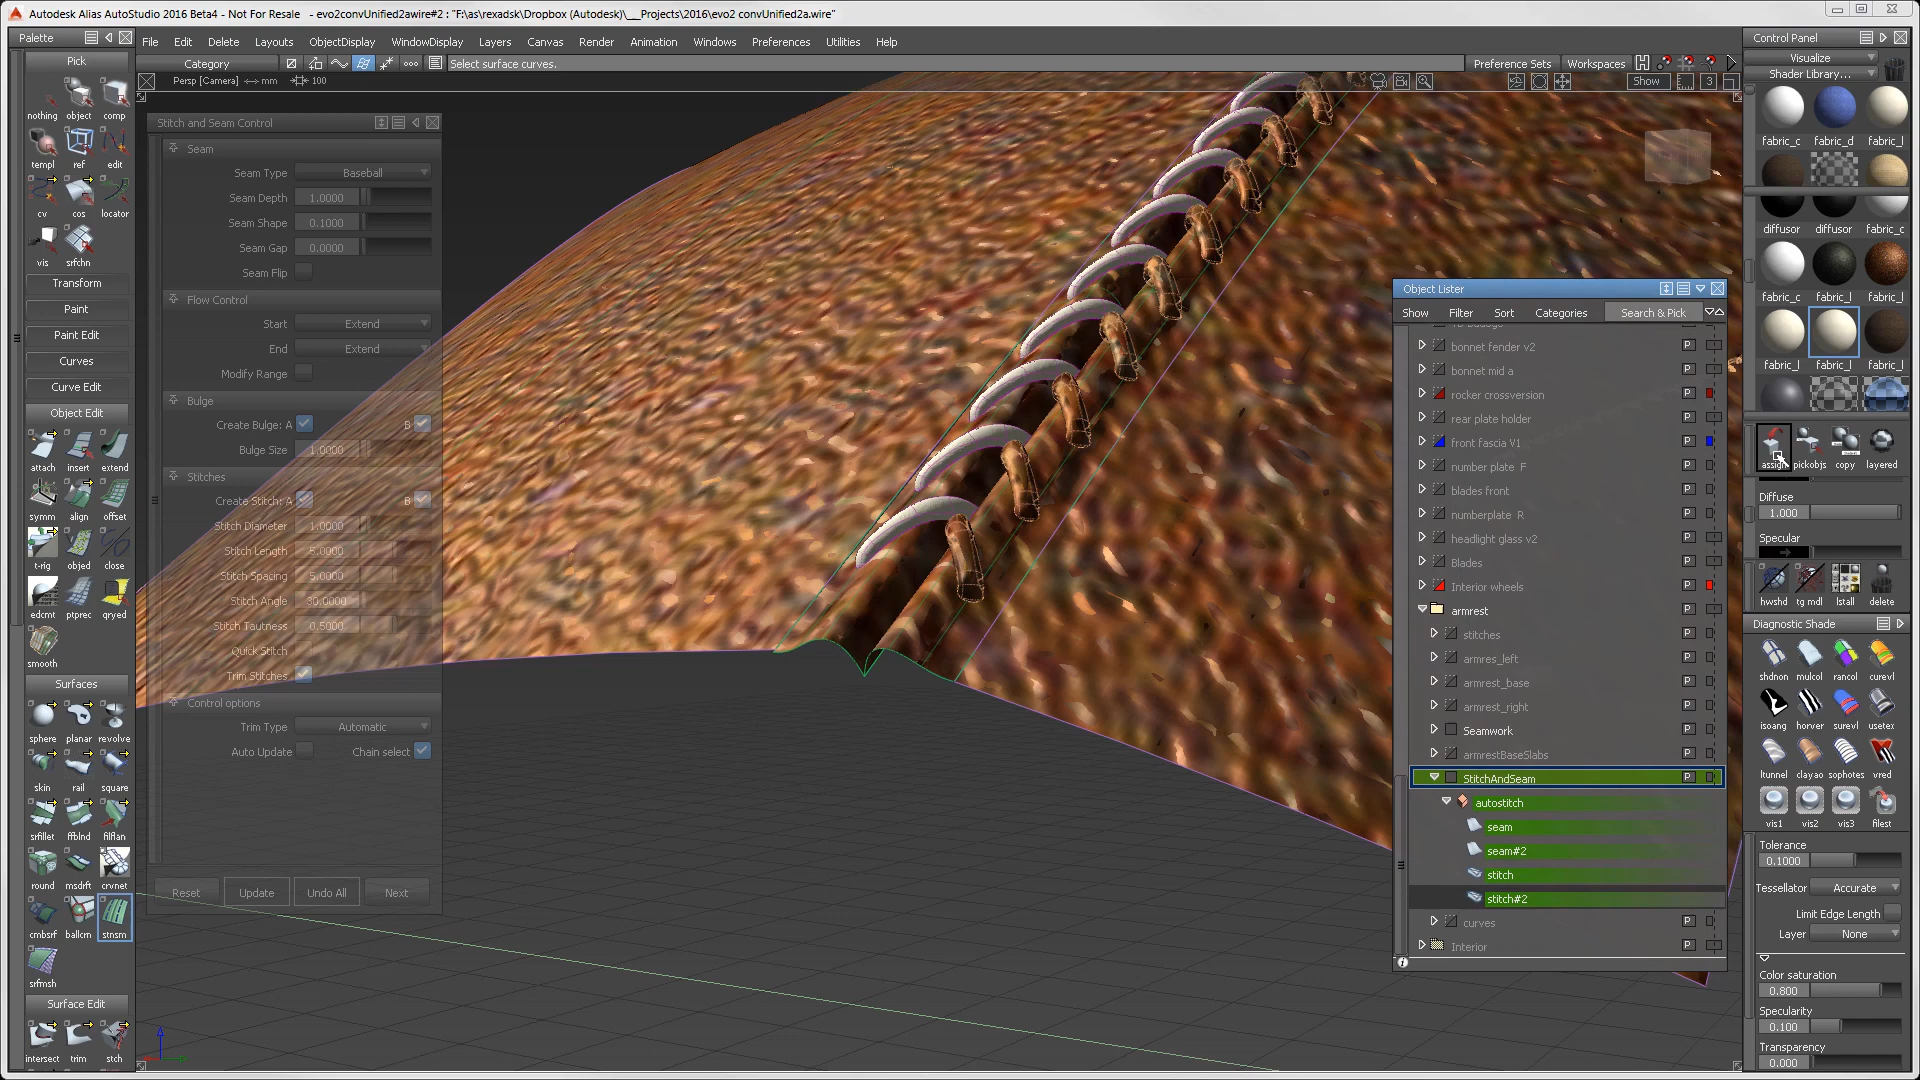 Autodesk Alias AutoStudio 2016 Beta4 - Not For Resale - evo2convUnified2awire#2 : "F:\as\rexadsk\Dropbox (Autodesk)\__Projects\2016\evo2 convUnified2a.wire"
Palette
File Edit Delete Layouts ObjectDisplay WindowDisplay Layers Canvas Render Animation Windows Preferences Utilities Help
Control Panel
Pick
Category
Select surface curves.
Preference Sets Workspaces
Visualize
Shader Library...
Persp [Camera] mm 100
Show 3
nothing object comp
templ ref edit
cv cos locator
vis srfchn
Transform
Paint
Paint Edit
Curves
Curve Edit
Object Edit
attach insert extend
symm align offset
t-rig objed close
edcmt ptprec qryed
smooth
Surfaces
sphere planar revolve
skin rail square
srfillet ffblnd filflan
round msdrft crvnet
cmbsrf ballcrn stnsm
srfmsh
Surface Edit
intersect trim stch
Stitch and Seam Control
Seam
Seam Type Baseball
Seam Depth 1.0000
Seam Shape 0.1000
Seam Gap 0.0000
Seam Flip
Flow Control
Start Extend
End Extend
Modify Range
Bulge
Create Bulge: A B
Bulge Size 1.0000
Stitches
Create Stitch: A B
Stitch Diameter 1.0000
Stitch Length 5.0000
Stitch Spacing 5.0000
Stitch Angle 30.0000
Stitch Tautness 0.5000
Quick Stitch
Trim Stitches
Control options
Trim Type Automatic
Auto Update Chain select
Reset Update Undo All Next
Object Lister
Show Filter Sort Categories Search & Pick
bonnet fender v2 P
bonnet mid a P
rocker crossversion P
rear plate holder P
front fascia V1 P
number plate F P
blades front P
numberplate R P
headlight glass v2 P
Blades P
Interior wheels P
armrest P
stitches P
armres_left P
armrest_base P
armrest_right P
Seamwork P
armrestBaseSlabs P
StitchAndSeam P
autostitch
seam
seam#2
stitch
stitch#2
curves P
Interior P
fabric_c fabric_d fabric_l
diffusor diffusor fabric_c
fabric_c fabric_l fabric_l
fabric_l fabric_l fabric_l
assign pickobjs copy layered
Diffuse
1.000
Specular
hwshd tg mdl lstall delete
Diagnostic Shade
shdnon mulcol rancol curevl
isoang horver surevl usetex
ltunnel clayao sophotes vred
vis1 vis2 vis3 filest
Tolerance
0.1000
Tessellator Accurate
Limit Edge Length
Layer None
Color saturation
0.800
Specularity
0.100
Transparency
0.000